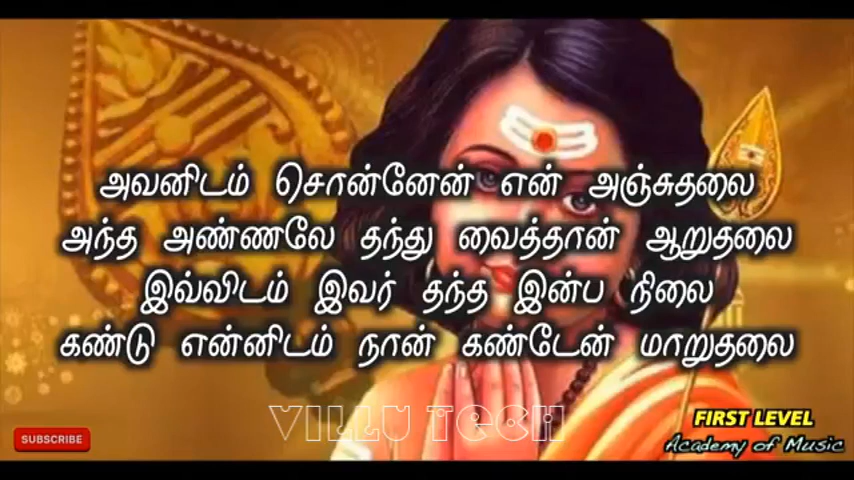 அவனிடம் சொன்னேன் என் அஞ்சுதலை
அந்த அண்ணலே தந்து வைத்தான் ஆறுதலை
இவ்விடம் இவர் தந்த இன்ப நிலை
கண்டு என்னிடம் நான் கண்டேன் மாறுதலை
VILLU TECH
FIRST LEVEL
SUBSCRIBE
Academy of Music